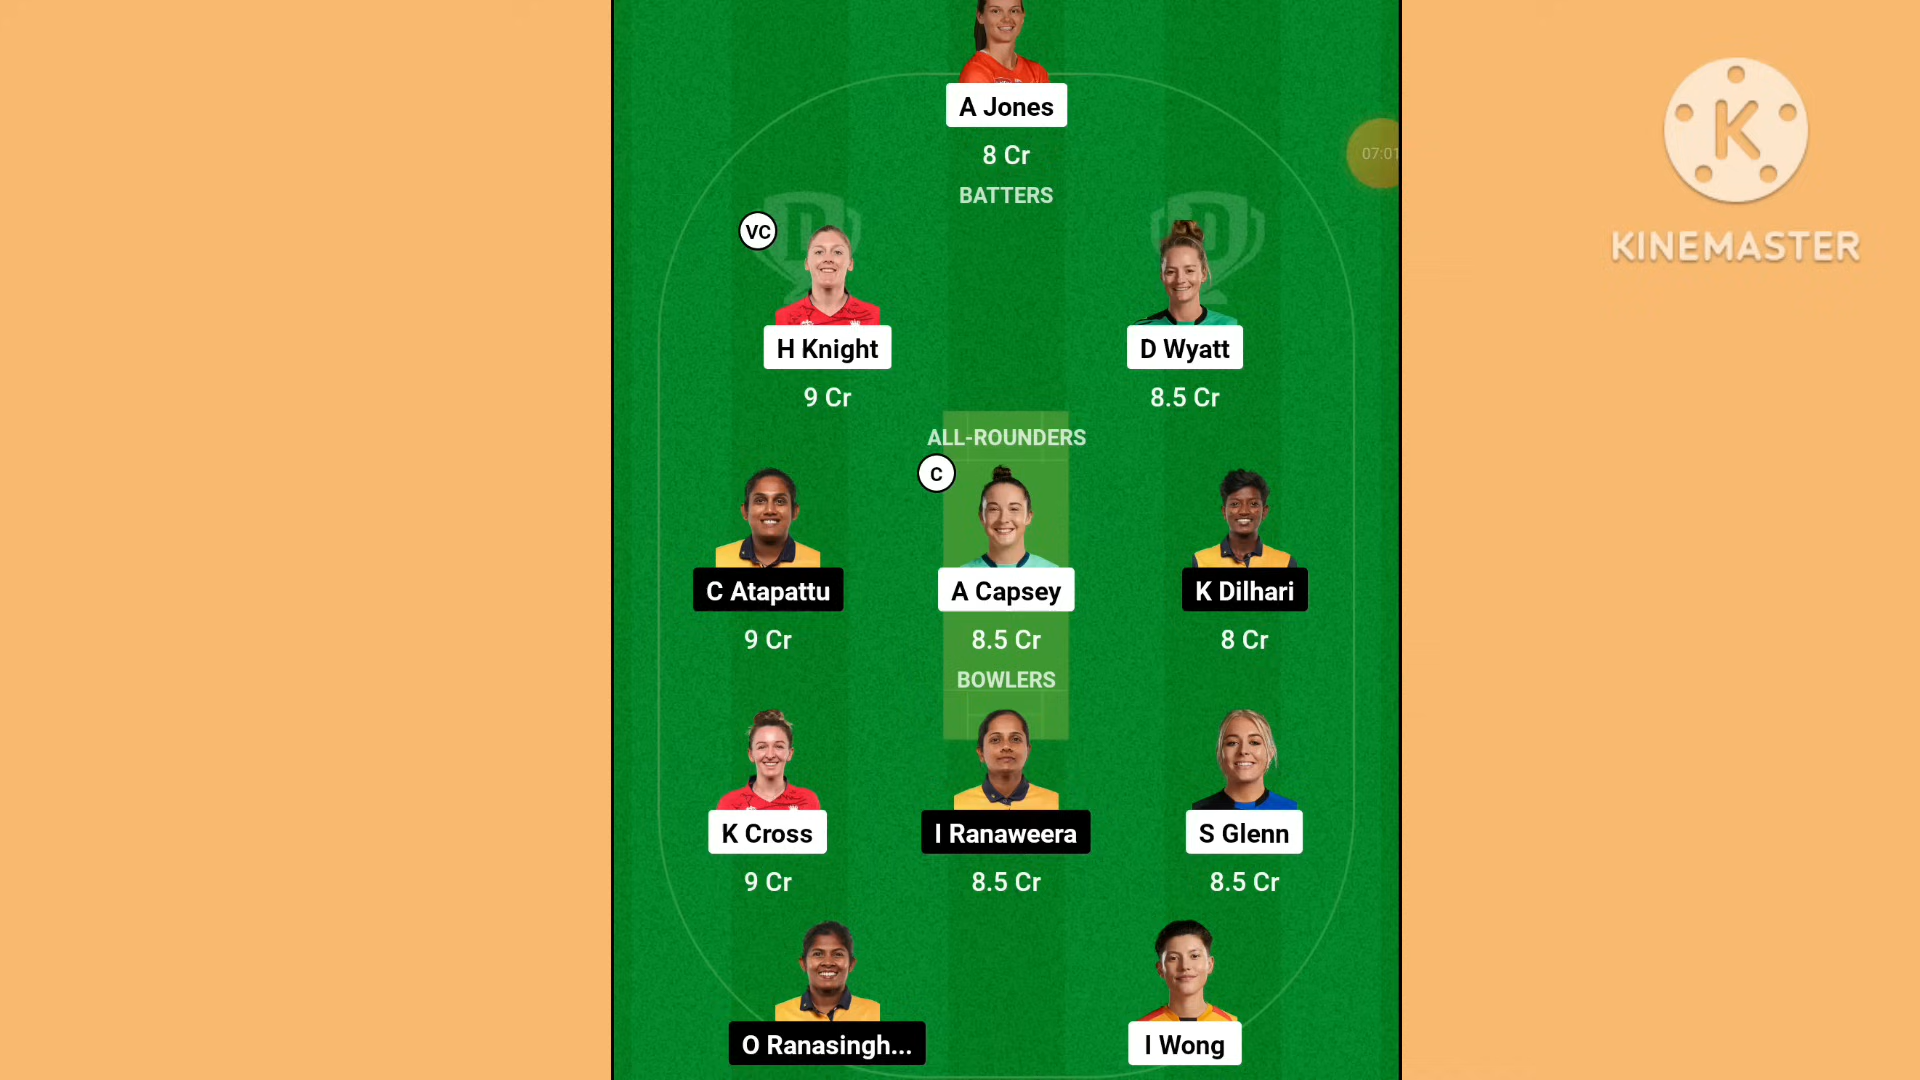 A Jones
8 Cr
BATTERS
07:01
K
KINEMASTER
VC
H Knight
D Wyatt
9 Cr
8.5 Cr
ALL-ROUNDERS
C
C Atapattu
A Capsey
K Dilhari
9 Cr
8.5 Cr
8 Cr
BOWLERS
K Cross
I Ranaweera
S Glenn
9 Cr
8.5 Cr
8.5 Cr
O Ranasingh...
I Wong